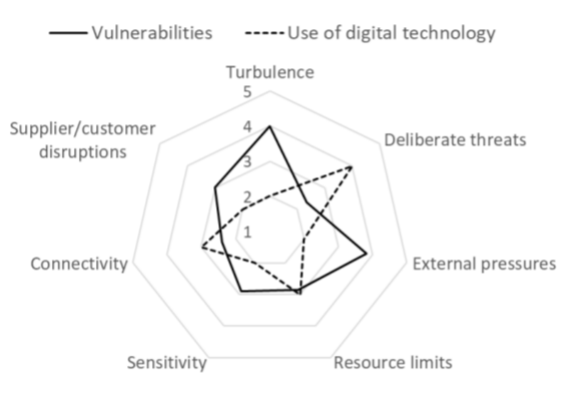 Vulnerabilities Use of digital technology
Turbulence
5
Supplier/customer
disruptions
4
Deliberate threats
3
2
1
Connectivity
External pressures
Sensitivity
Resource limits